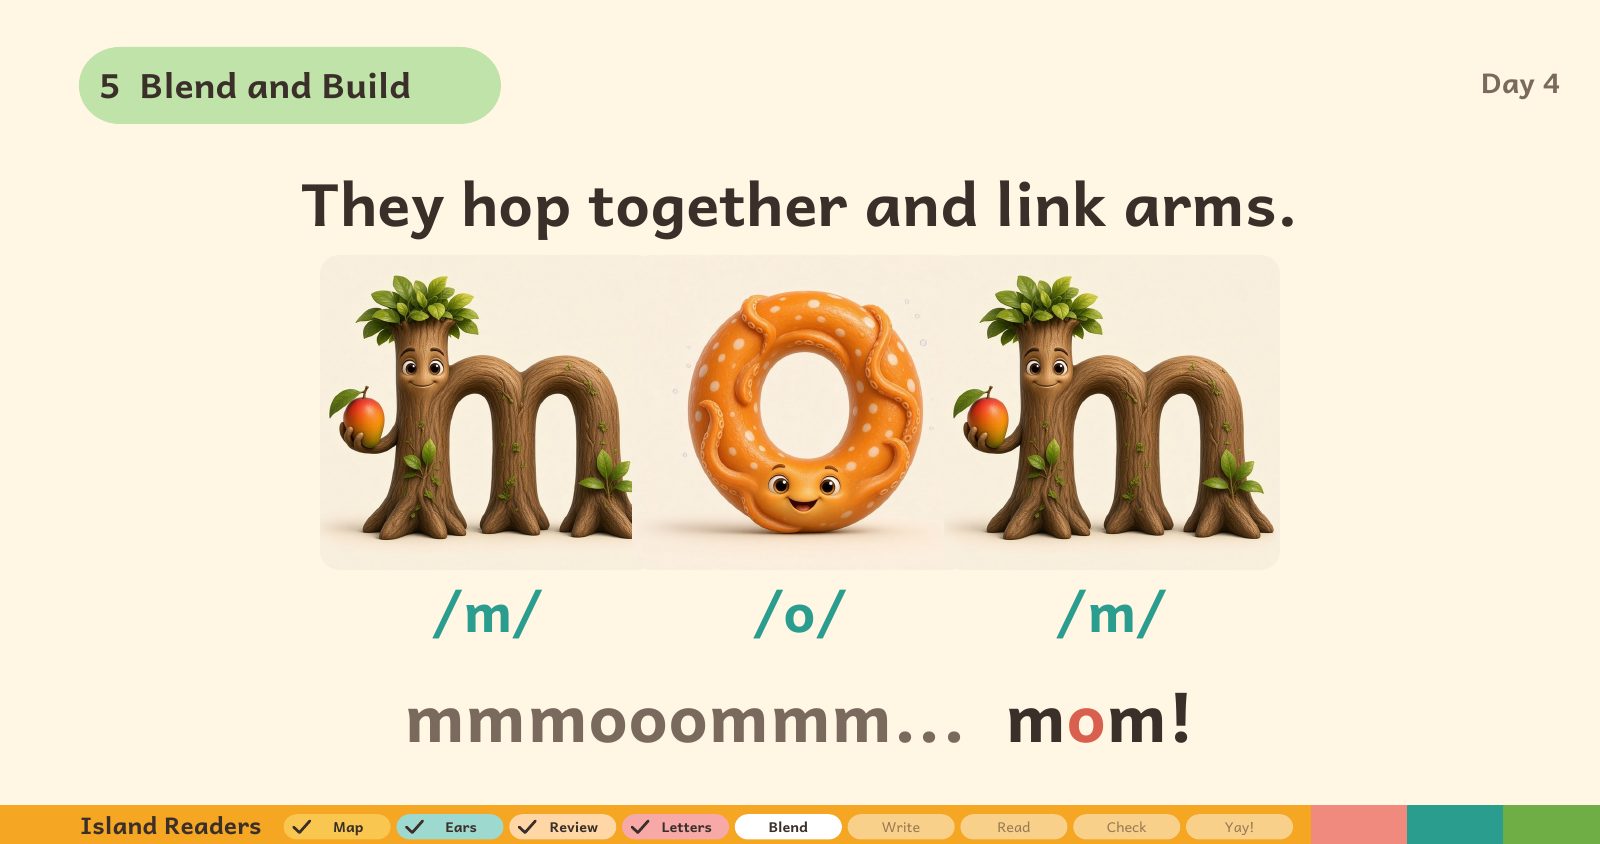 5 Blend and Build
Day 4
They hop together and link arms.
m o m
/m/ /o/ /m/
mmmooommm... mom!
Island Readers Map Ears Review Letters Blend Write Read Check Yay!